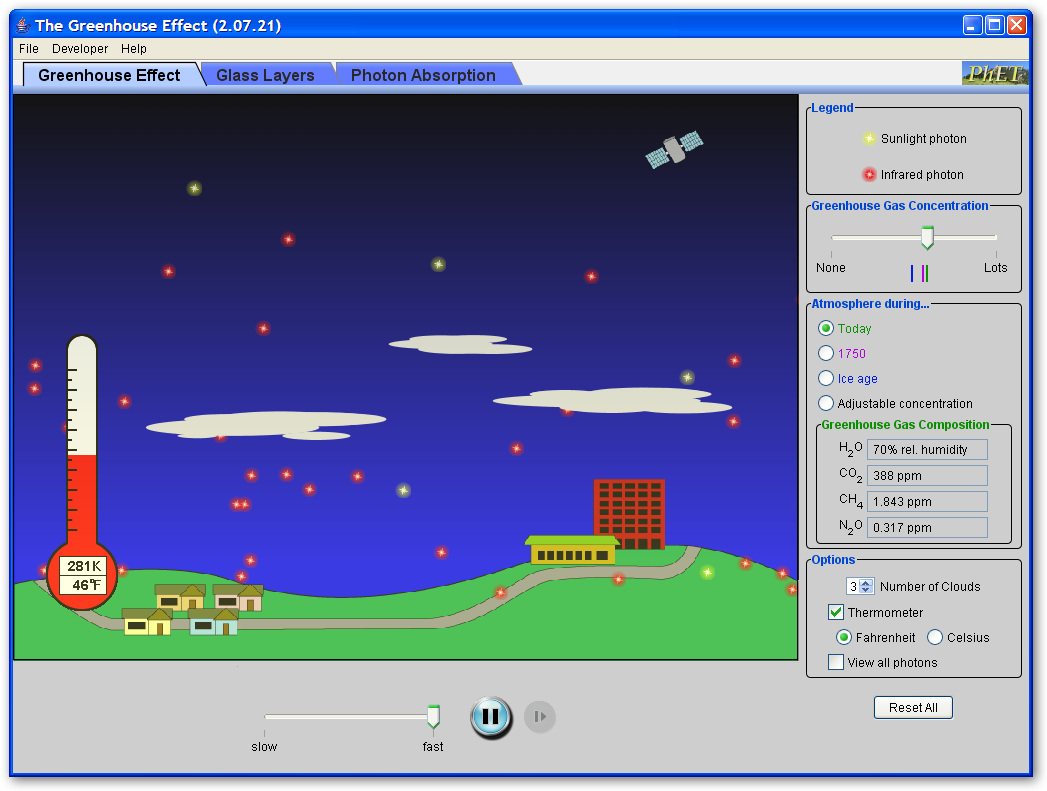 The Greenhouse Effect (2.07.21)
File Developer Help
Greenhouse Effect Glass Layers Photon Absorption
PhET
Legend
Sunlight photon
Infrared photon
Greenhouse Gas Concentration
None Lots
Atmosphere during...
Today
1750
Ice age
Adjustable concentration
Greenhouse Gas Composition
H2O 70% rel. humidity
CO2 388 ppm
CH4 1.843 ppm
N2O 0.317 ppm
281K
46°F
Options
3 Number of Clouds
Thermometer
Fahrenheit Celsius
View all photons
Reset All
slow fast